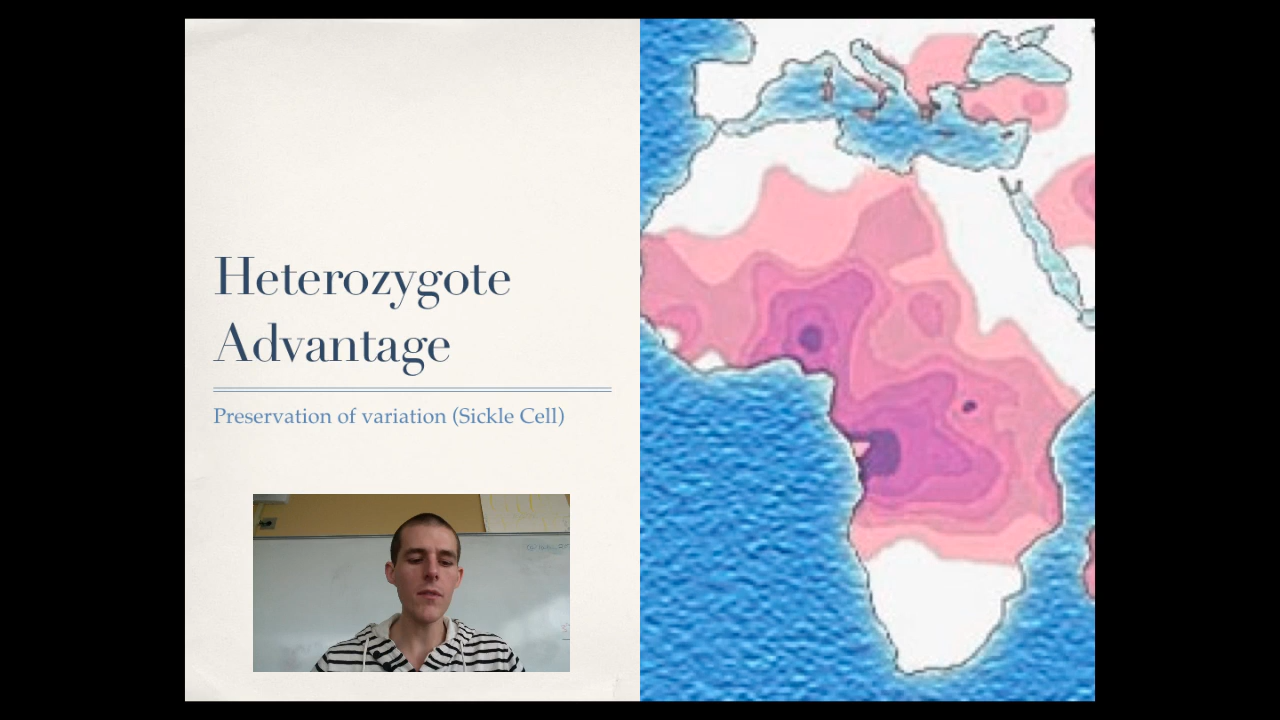 Heterozygote
Advantage
Preservation of variation (Sickle Cell)